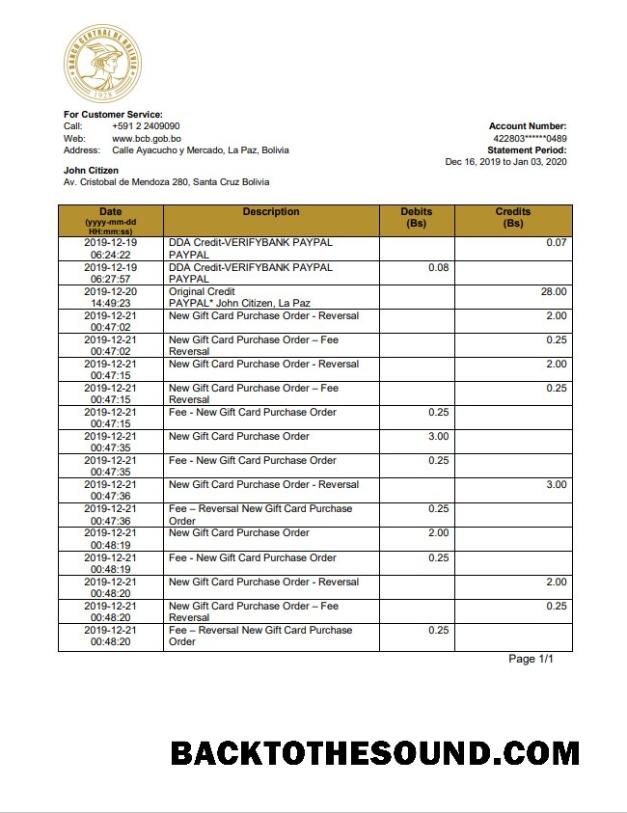 BANCO CENTRAL DE BOLIVIA
1928
For Customer Service:
Call: +591 2 2409090
Web: www.bcb.gob.bo
Address: Calle Ayacucho y Mercado, La Paz, Bolivia
Account Number:
422803******0489
Statement Period:
Dec 16, 2019 to Jan 03, 2020
John Citizen
Av. Cristobal de Mendoza 280, Santa Cruz Bolivia
Date Description Debits Credits
(yyyy-mm-dd (Bs) (Bs)
HH:mm:ss)
2019-12-19 DDA Credit-VERIFYBANK PAYPAL 0.07
06:24:22 PAYPAL
2019-12-19 DDA Credit-VERIFYBANK PAYPAL 0.08
06:27:57 PAYPAL
2019-12-20 Original Credit 28.00
14:49:23 PAYPAL* John Citizen, La Paz
2019-12-21 New Gift Card Purchase Order - Reversal 2.00
00:47:02
2019-12-21 New Gift Card Purchase Order – Fee 0.25
00:47:02 Reversal
2019-12-21 New Gift Card Purchase Order - Reversal 2.00
00:47:15
2019-12-21 New Gift Card Purchase Order – Fee 0.25
00:47:15 Reversal
2019-12-21 Fee - New Gift Card Purchase Order 0.25
00:47:15
2019-12-21 New Gift Card Purchase Order 3.00
00:47:35
2019-12-21 Fee - New Gift Card Purchase Order 0.25
00:47:35
2019-12-21 New Gift Card Purchase Order - Reversal 3.00
00:47:36
2019-12-21 Fee – Reversal New Gift Card Purchase 0.25
00:47:36 Order
2019-12-21 New Gift Card Purchase Order 2.00
00:48:19
2019-12-21 Fee - New Gift Card Purchase Order 0.25
00:48:19
2019-12-21 New Gift Card Purchase Order - Reversal 2.00
00:48:20
2019-12-21 New Gift Card Purchase Order – Fee 0.25
00:48:20 Reversal
2019-12-21 Fee – Reversal New Gift Card Purchase 0.25
00:48:20 Order
Page 1/1
BACKTOTHESOUND.COM